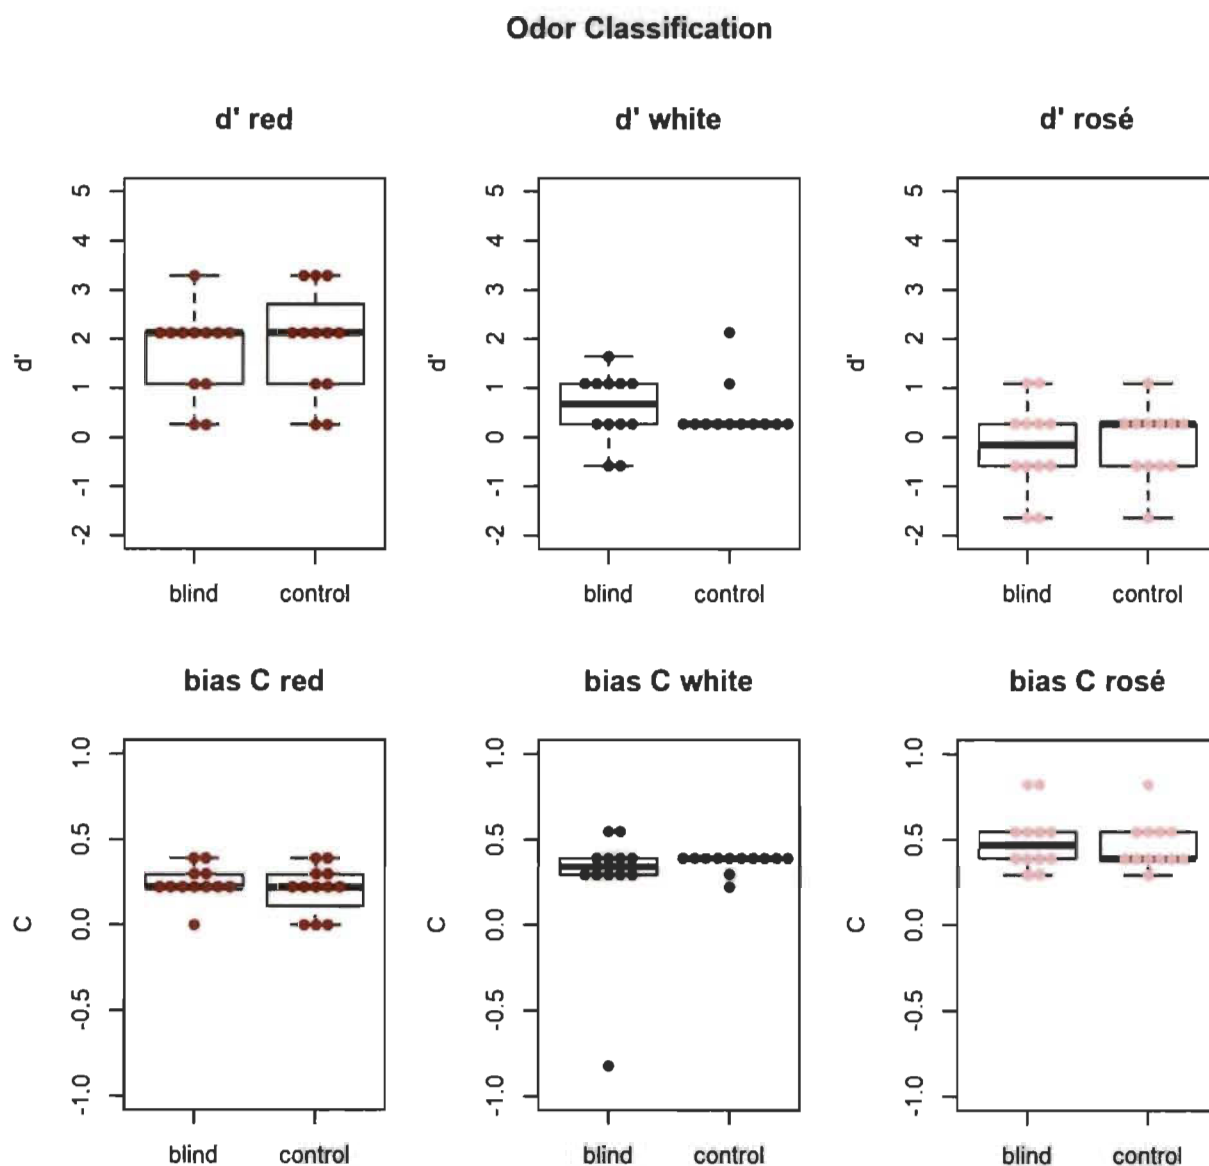 Odor Classification
d' red
d' white
d' rosé
d'
5
4
3
2
1
0
-1
-2
blind
control
d'
5
4
3
2
1
0
-1
-2
blind
control
d'
5
4
3
2
1
0
-1
-2
blind
control
bias C red
bias C white
bias C rosé
C
1.0
0.5
0.0
-0.5
-1.0
blind
control
C
1.0
0.5
0.0
-0.5
-1.0
blind
control
C
1.0
0.5
0.0
-0.5
-1.0
blind
control